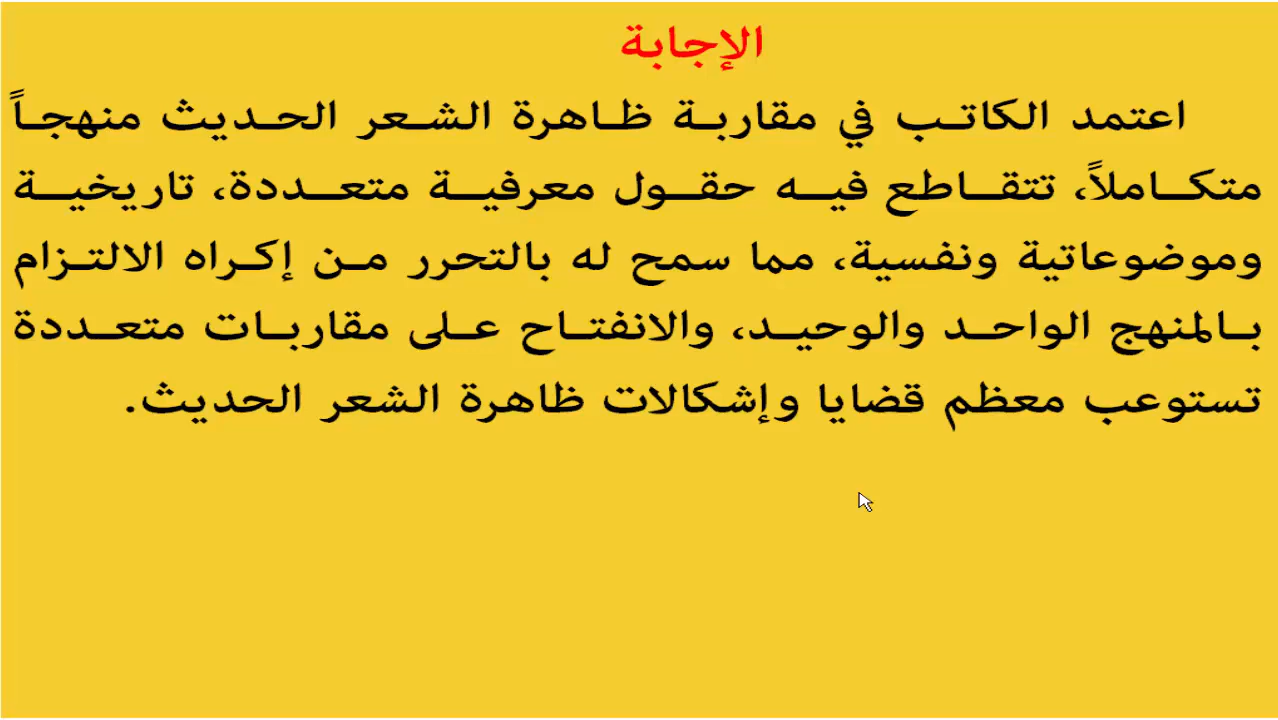 الإجابة
اعتمد الكاتب في مقاربة ظاهرة الشعر الحديث منهجاً
متكاملاً، تتقاطع فيه حقول معرفية متعددة، تاريخية
وموضوعاتية ونفسية، مما سمح له بالتحرر من إكراه الالتزام
بالمنهج الواحد والوحيد، والانفتاح على مقاربات متعددة
تستوعب معظم قضايا وإشكالات ظاهرة الشعر الحديث.